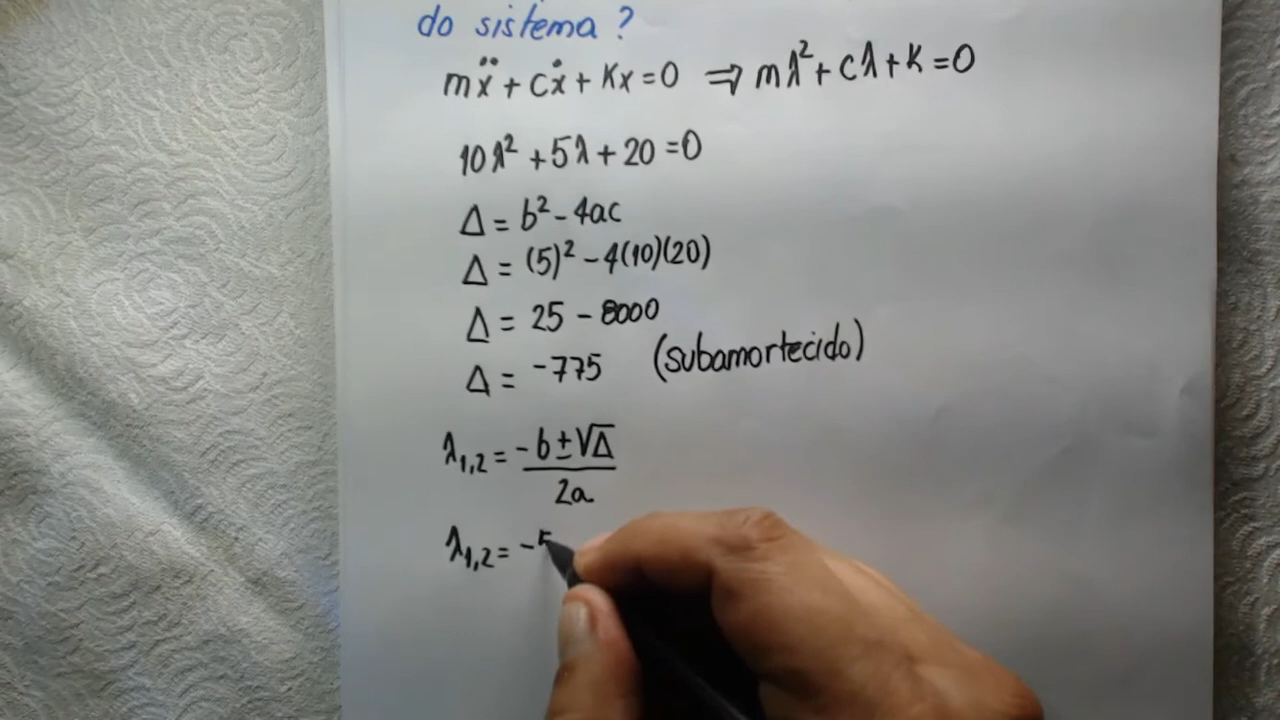 do sistema ?
mẍ + cẋ + Kx = 0 ⇒ mλ² + cλ + K = 0
10λ² + 5λ + 20 = 0
Δ = b² - 4ac
Δ = (5)² - 4(10)(20)
Δ = 25 - 8000
Δ = -775 (subamortecido)
λ1,2 = -b ± √Δ / 2a
λ1,2 = -5